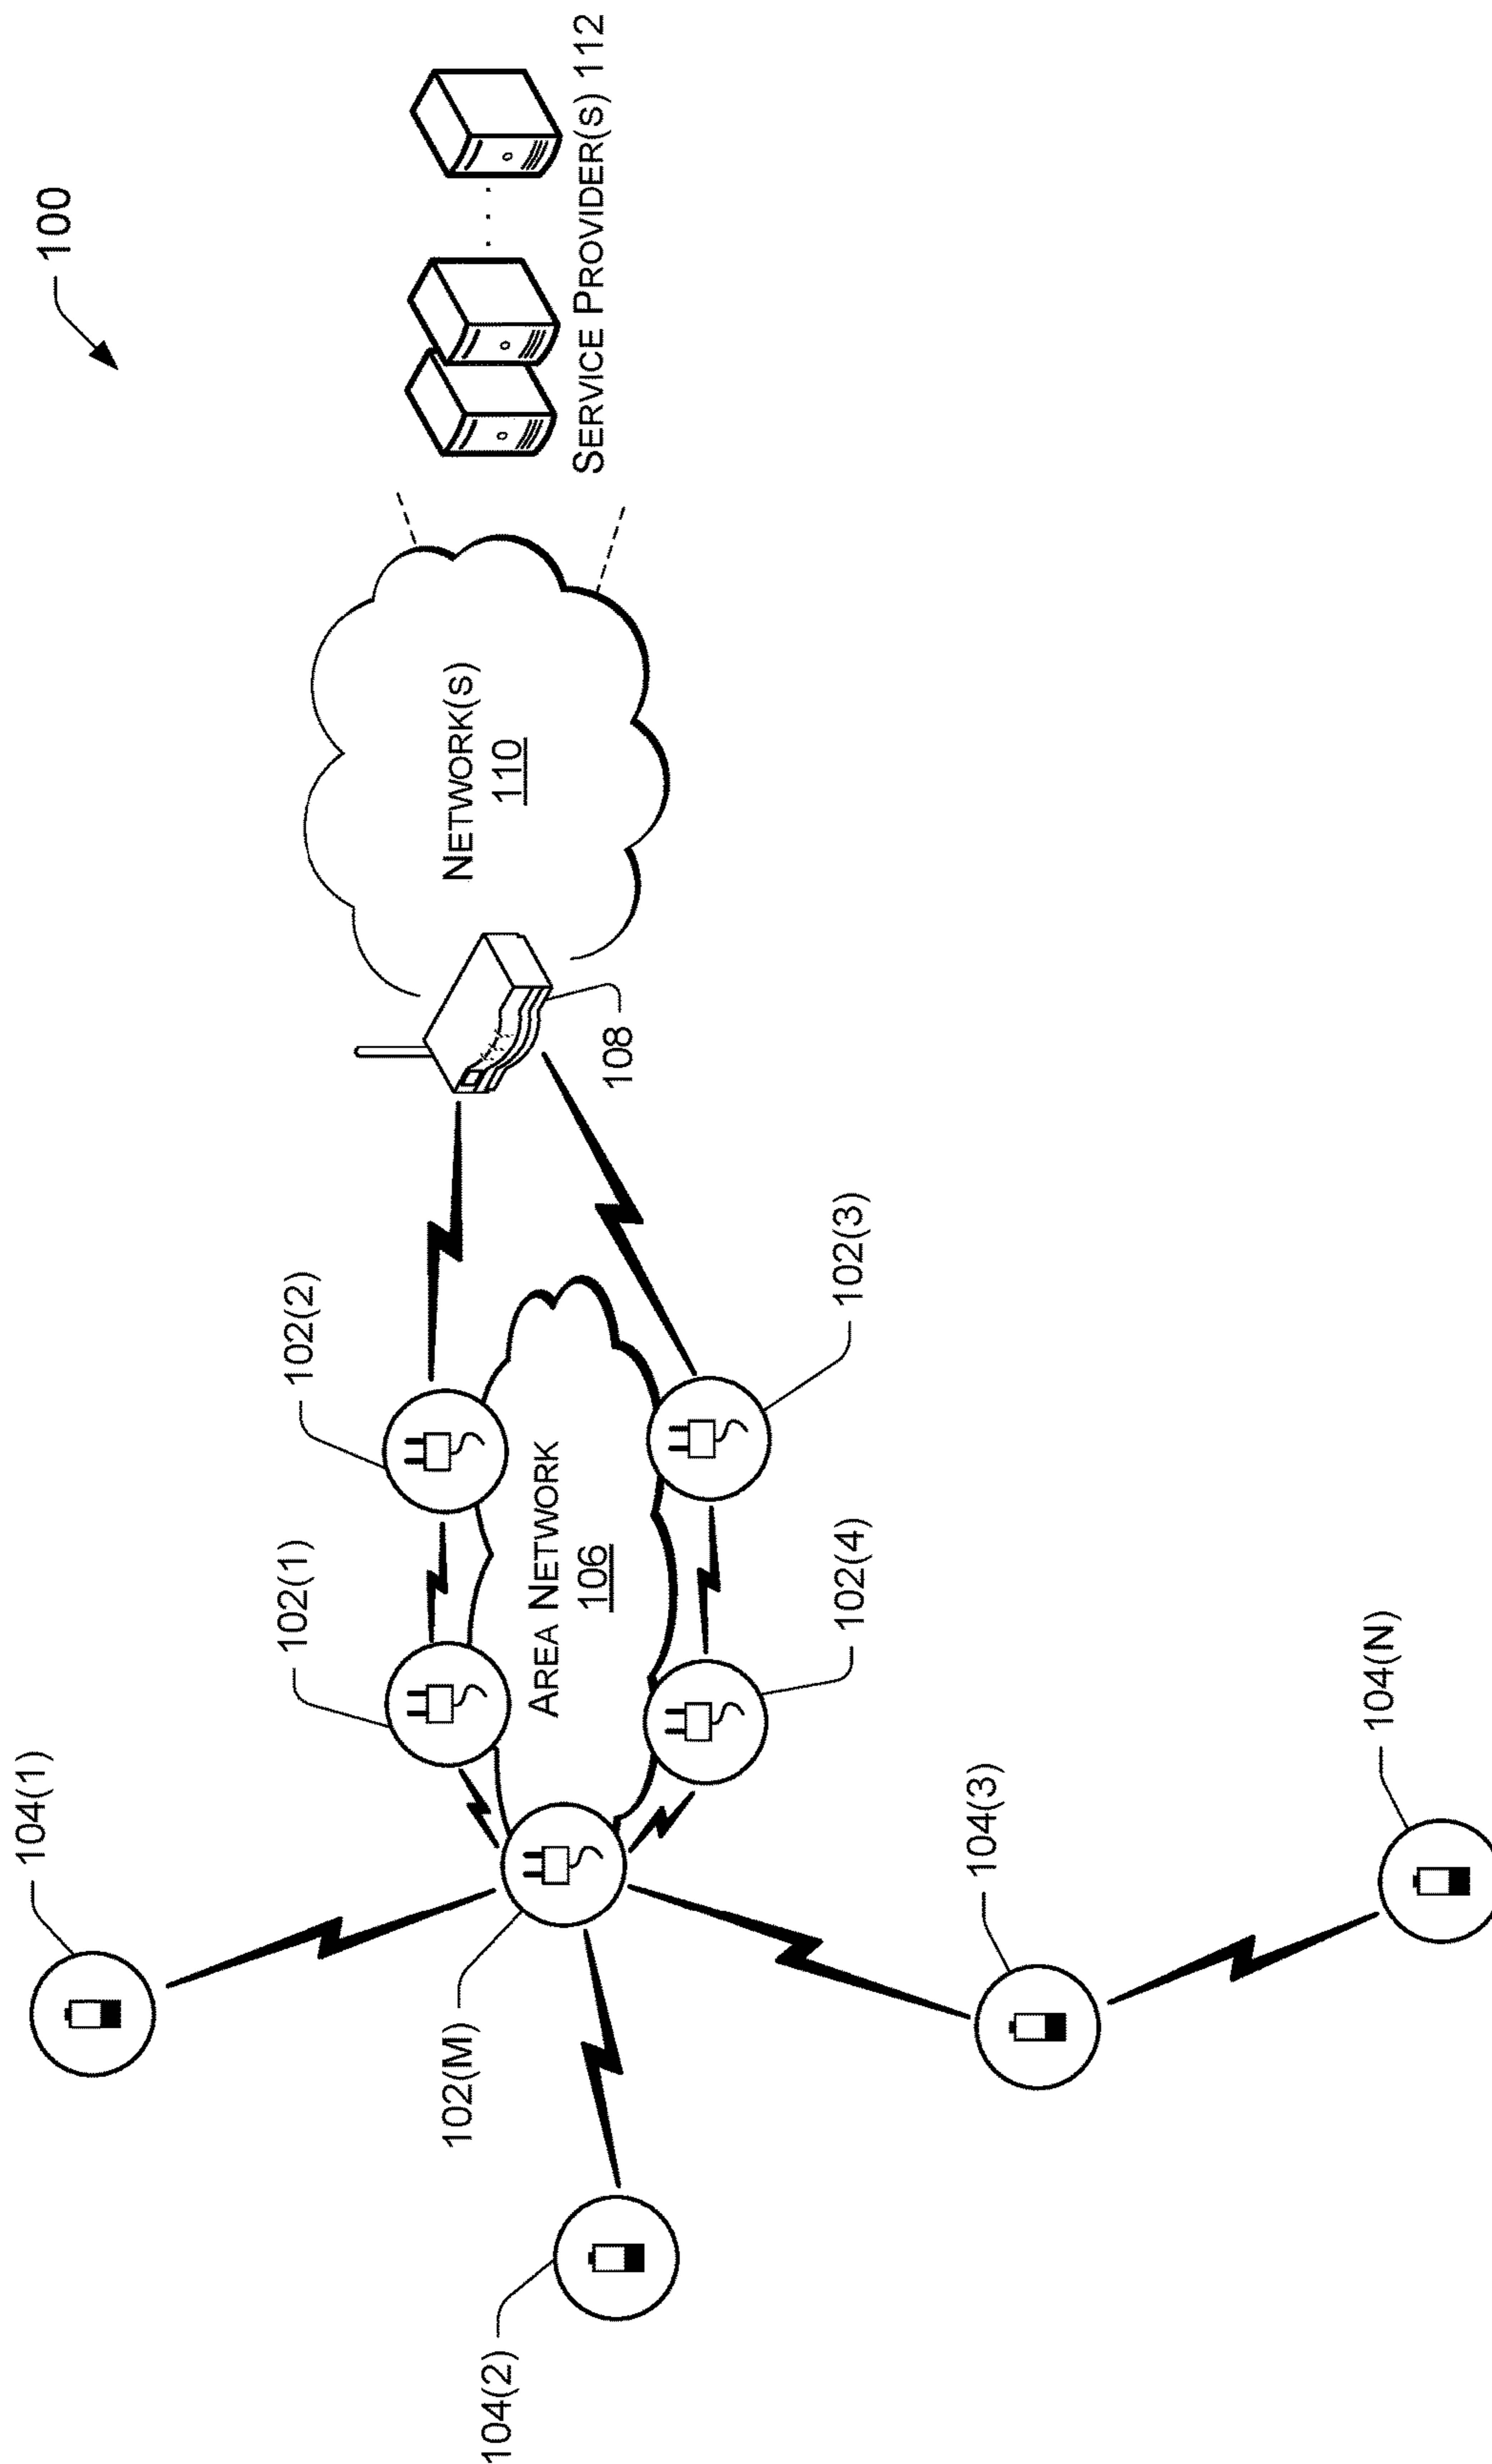 100
104(1)
102(1)
102(2)
SERVICE PROVIDER(S) 112
NETWORK(S)
110
108
102(M)
AREA NETWORK
106
104(2)
102(4)
102(3)
104(3)
104(N)